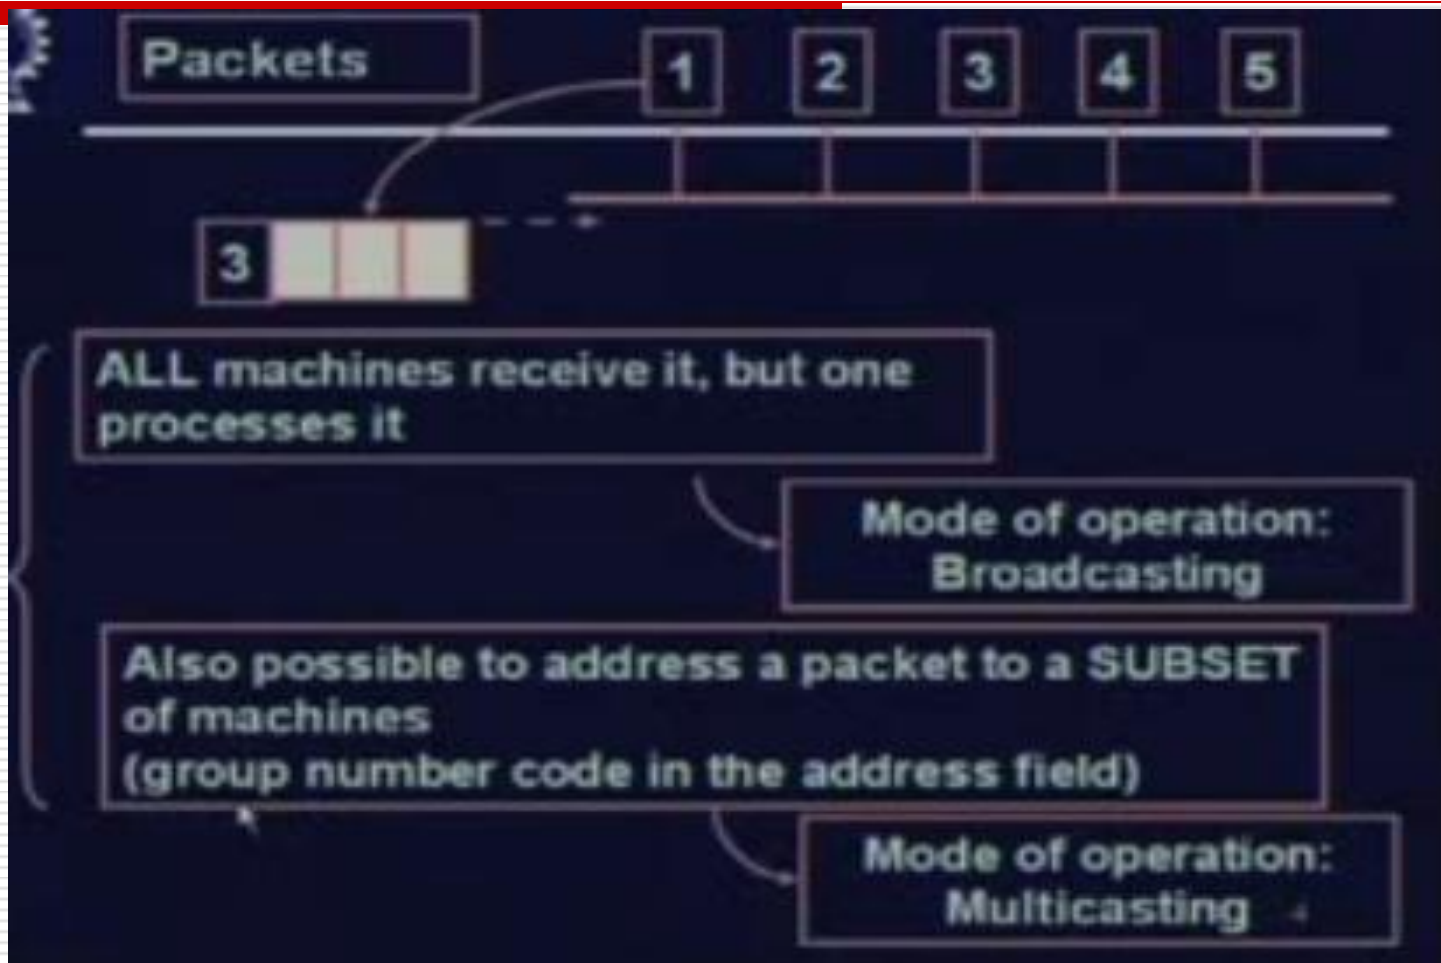 Packets
1 2 3 4 5
3
ALL machines receive it, but one
processes it
Mode of operation:
Broadcasting
Also possible to address a packet to a SUBSET
of machines
(group number code in the address field)
Mode of operation:
Multicasting